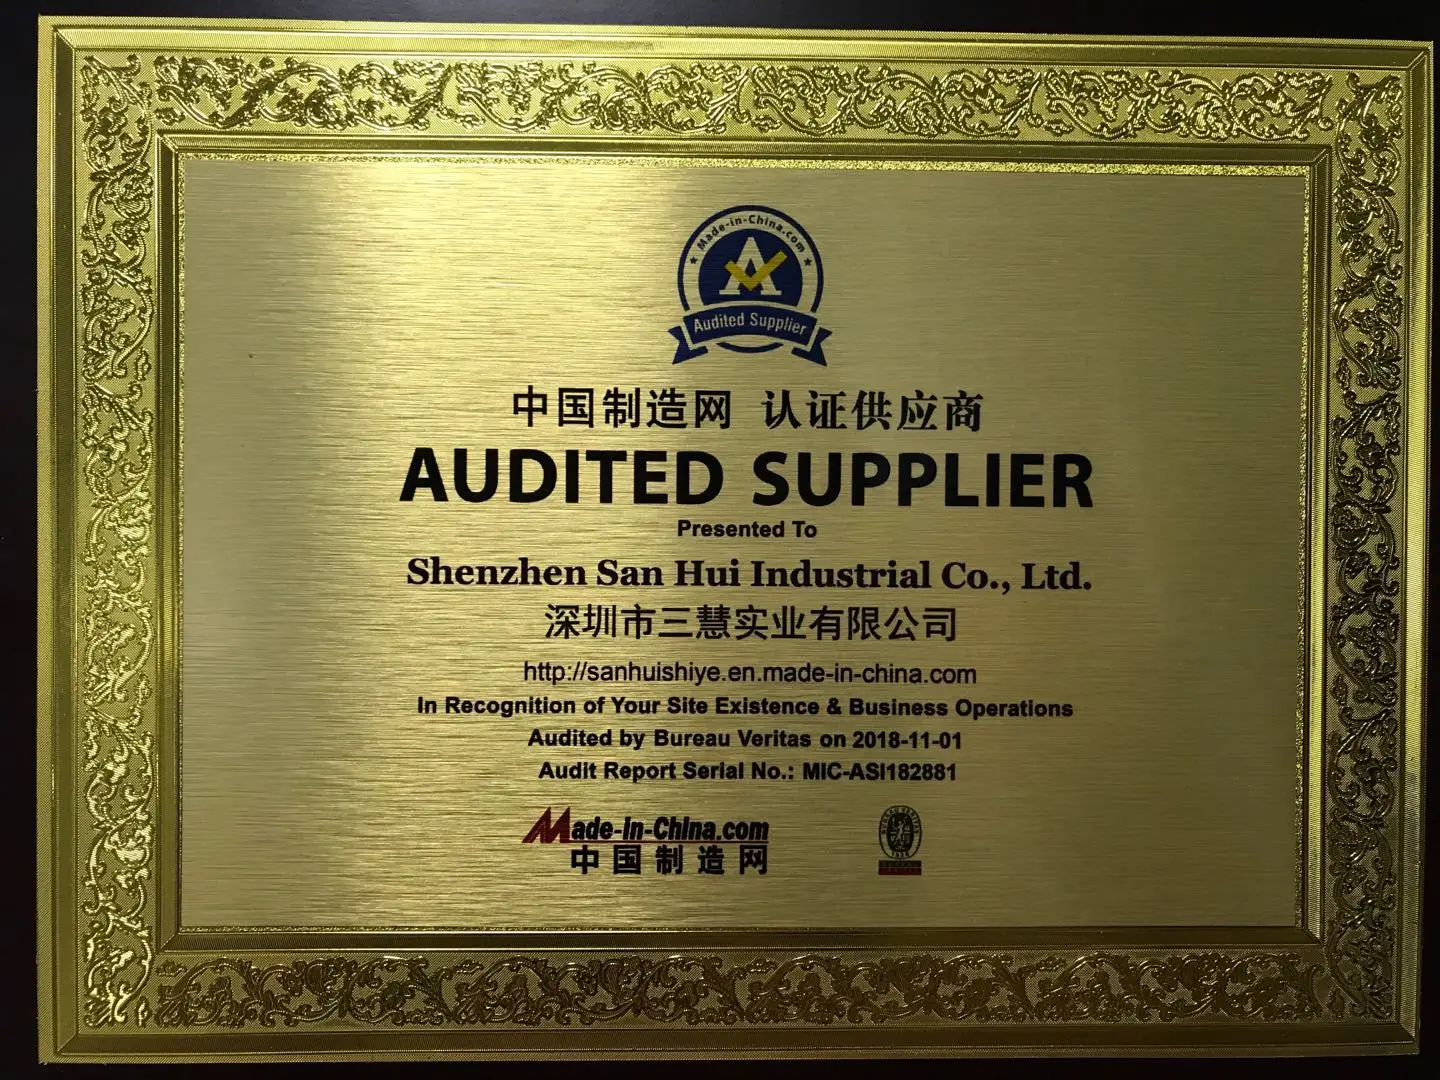 Made-in-China.com
A
Audited Supplier
中国制造网 认证供应商
AUDITED SUPPLIER
Presented To
Shenzhen San Hui Industrial Co., Ltd.
深圳市三慧实业有限公司
http://sanhuishiye.en.made-in-china.com
In Recognition of Your Site Existence & Business Operations
Audited by Bureau Veritas on 2018-11-01
Audit Report Serial No.: MIC-ASI182881
Made-in-China.com
中国制造网
BUREAU VERITAS
1828